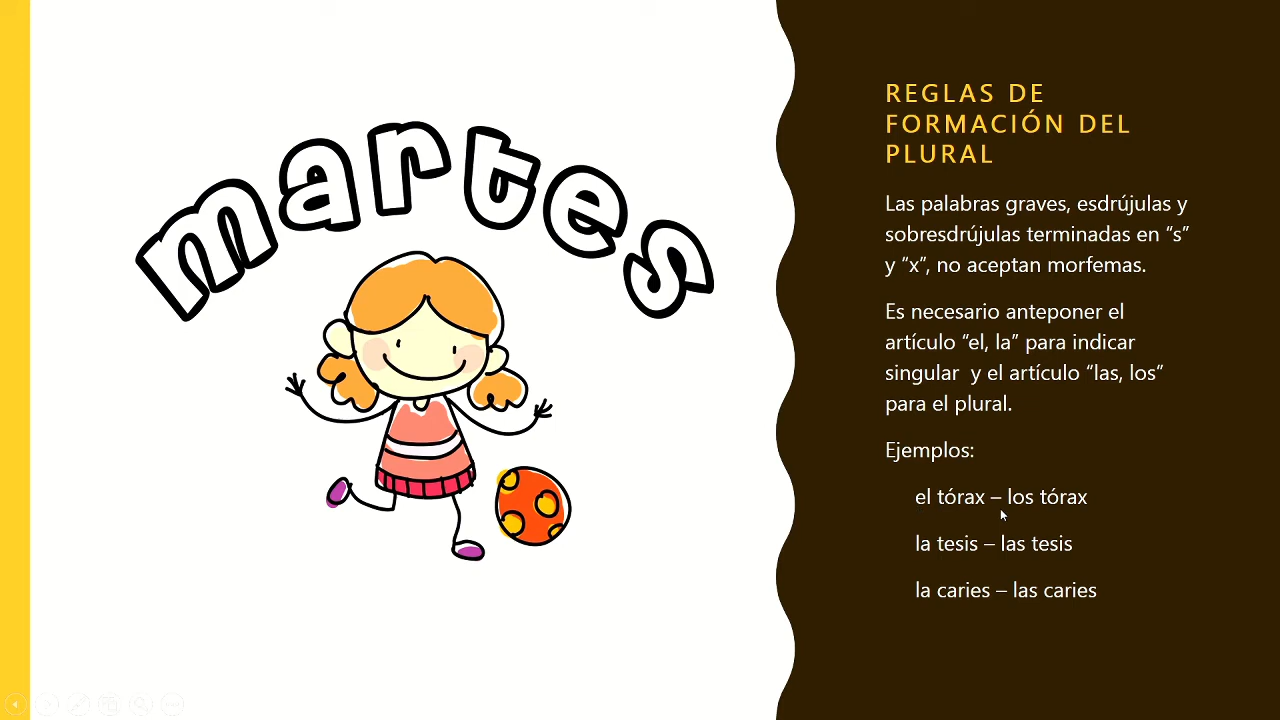 martes
REGLAS DE
FORMACIÓN DEL
PLURAL
Las palabras graves, esdrújulas y
sobresdrújulas terminadas en “s”
y “x”, no aceptan morfemas.
Es necesario anteponer el
artículo “el, la” para indicar
singular y el artículo “las, los”
para el plural.
Ejemplos:
el tórax – los tórax
la tesis – las tesis
la caries – las caries